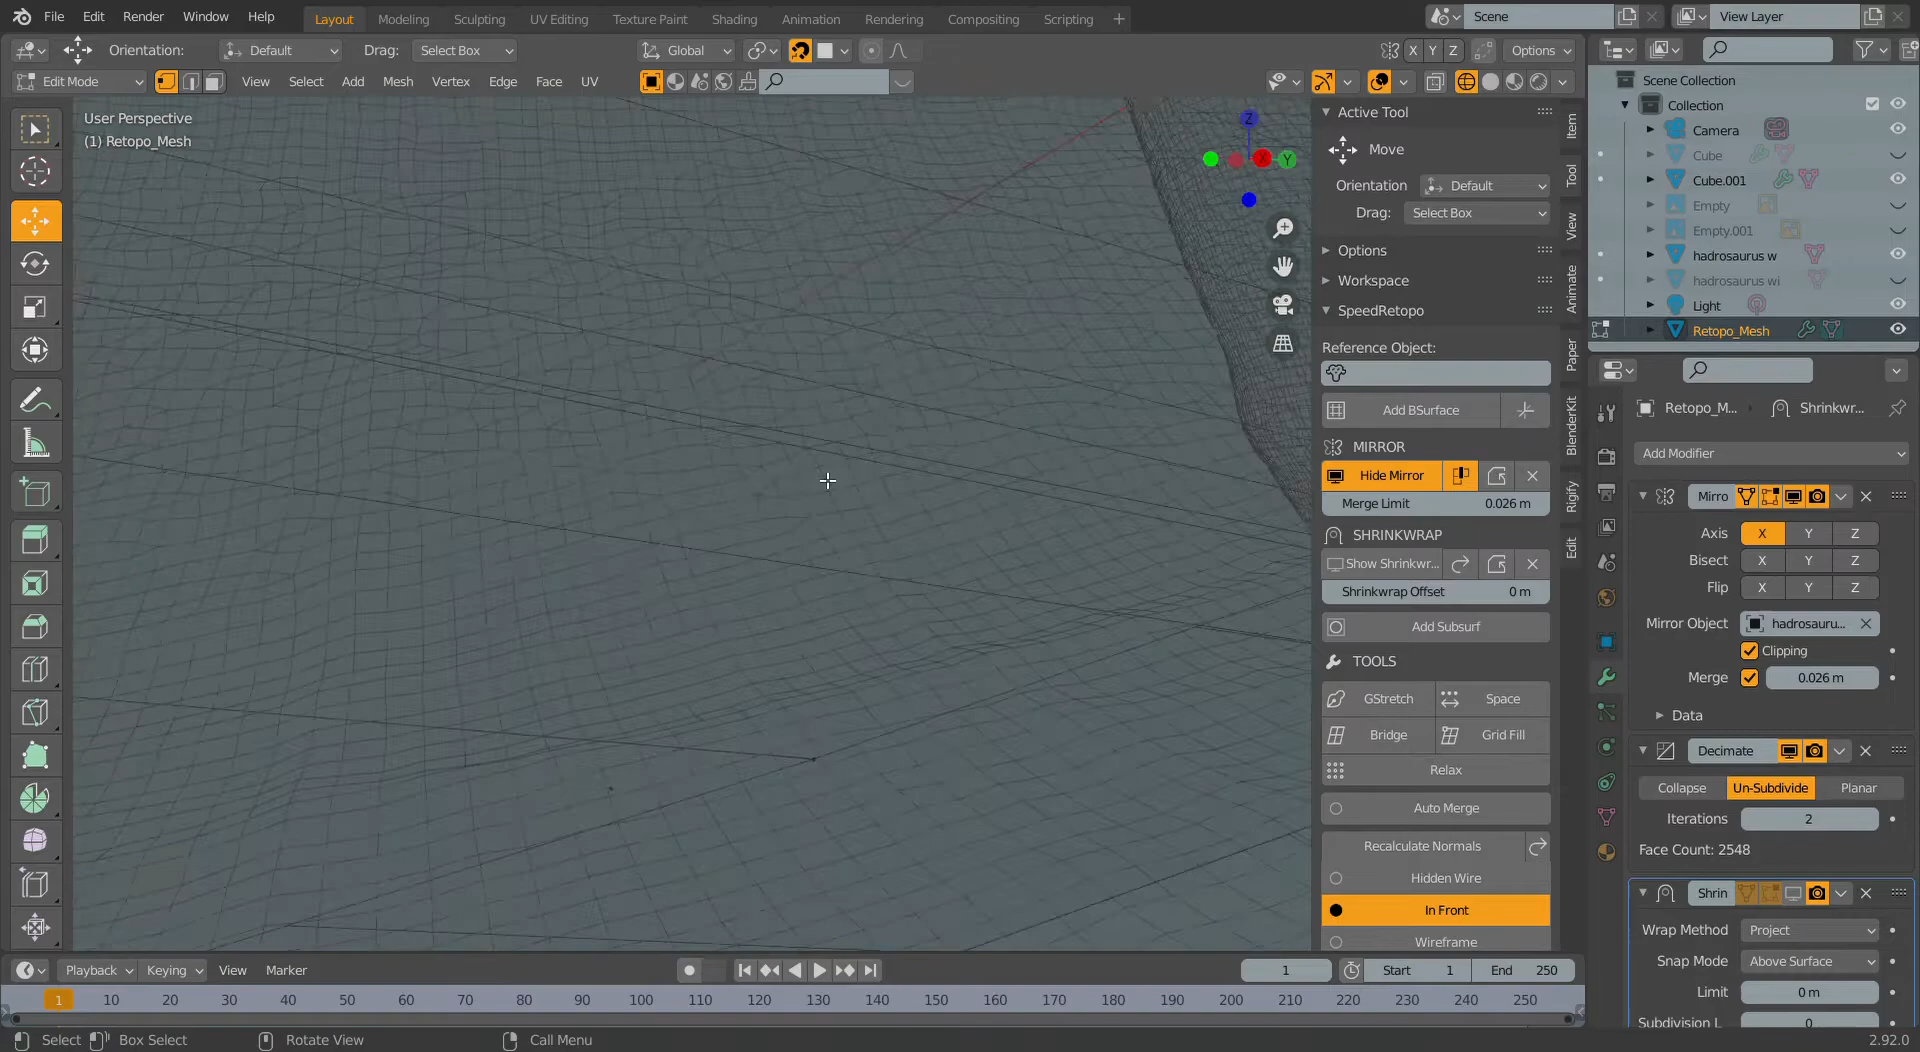 File Edit Render Window Help Layout Modeling Sculpting UV Editing Texture Paint Shading Animation Rendering Compositing Scripting + Scene View Layer
Orientation: Default Drag: Select Box Global X Y Z Options
Edit Mode View Select Add Mesh Vertex Edge Face UV
User Perspective
(1) Retopo_Mesh
Z
X
Y
Active Tool
Move
Orientation Default
Drag: Select Box
Options
Workspace
SpeedRetopo
Reference Object:
Add BSurface
MIRROR
Hide Mirror
Merge Limit 0.026 m
SHRINKWRAP
Show Shrinkwr...
Shrinkwrap Offset 0 m
Add Subsurf
TOOLS
GStretch Space
Bridge Grid Fill
Relax
Auto Merge
Recalculate Normals
Hidden Wire
In Front
Wireframe
Item
Tool
View
Animate
Paper
BlenderKit
Rigify
Edit
Scene Collection
Collection
Camera
Cube
Cube.001
Empty
Empty.001
hadrosaurus w
hadrosaurus wi
Light
Retopo_Mesh
Retopo_M... Shrinkwr...
Add Modifier
Mirro
Axis X Y Z
Bisect X Y Z
Flip X Y Z
Mirror Object hadrosauru...
Clipping
Merge 0.026 m
Data
Decimate
Collapse Un-Subdivide Planar
Iterations 2
Face Count: 2548
Shrin
Wrap Method Project
Snap Mode Above Surface
Limit 0 m
Subdivision L 0
Playback Keying View Marker 1 Start 1 End 250
1 10 20 30 40 50 60 70 80 90 100 110 120 130 140 150 160 170 180 190 200 210 220 230 240 250
Select Box Select Rotate View Call Menu 2.92.0